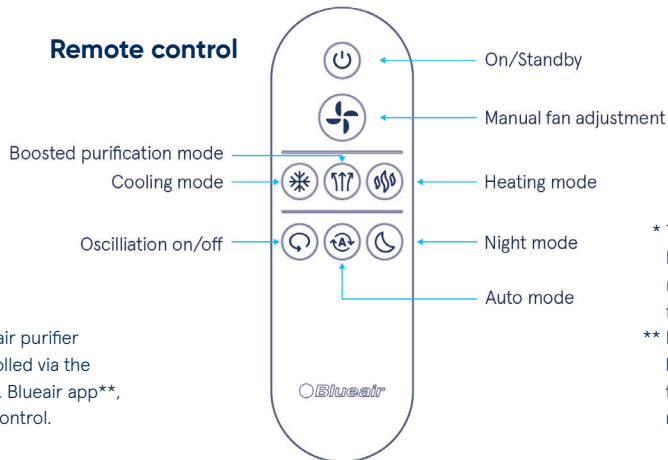 Remote control
On/Standby
Manual fan adjustment
Boosted purification mode
Cooling mode
Heating mode
Oscilliation on/off
Night mode
Auto mode
A
*
**
air purifier
olled via the
, Blueair app**,
control.
Blueair